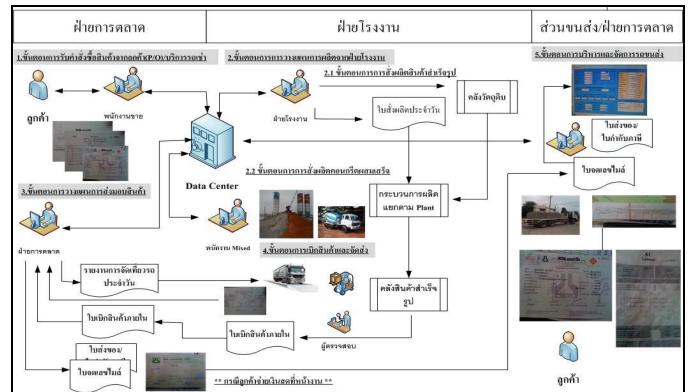 ฝ่ายการตลาด
ฝ่ายโรงงาน
ส่วนขนส่ง/ฝ่ายการตลาด
1.ขั้นตอนการรับคำสั่งซื้อสินค้าจากลูกค้า(P/O)/บริการรถเช่า
2.ขั้นตอนการการวางแผนการผลิตจากฝ่ายโรงงาน
5.ขั้นตอนการบริหารและจัดการรถขนส่ง
2.1 ขั้นตอนการการสั่งผลิตสินค้าสำเร็จรูป
ลูกค้า
พนักงานขาย
ฝ่ายโรงงาน
ใบสั่งผลิตประจำวัน
คลังวัตถุดิบ
ใบส่งของ/
ใบกำกับภาษี
ใบจดเลขไมล์
Data Center
2.2 ขั้นตอนการการสั่งผลิตคอนกรีตผสมเสร็จ
3.ขั้นตอนการวางแผนการส่งมอบสินค้า
กระบวนการผลิต
แยกตาม Plant
พนักงาน Mixed
4.ขั้นตอนการเบิกสินค้าและจัดส่ง
ฝ่ายการตลาด
รายงานการจัดเที่ยวรถ
ประจำวัน
คลังสินค้าสำเร็จ
รูป
ใบเบิกสินค้าภายใน
ใบเบิกสินค้าภายใน
ผู้ตรวจสอบ
ใบส่งของ/
ใบจดเลขไมล์
** กรณีลูกค้าจ่ายเงินสดที่หน้างาน **
ลูกค้า